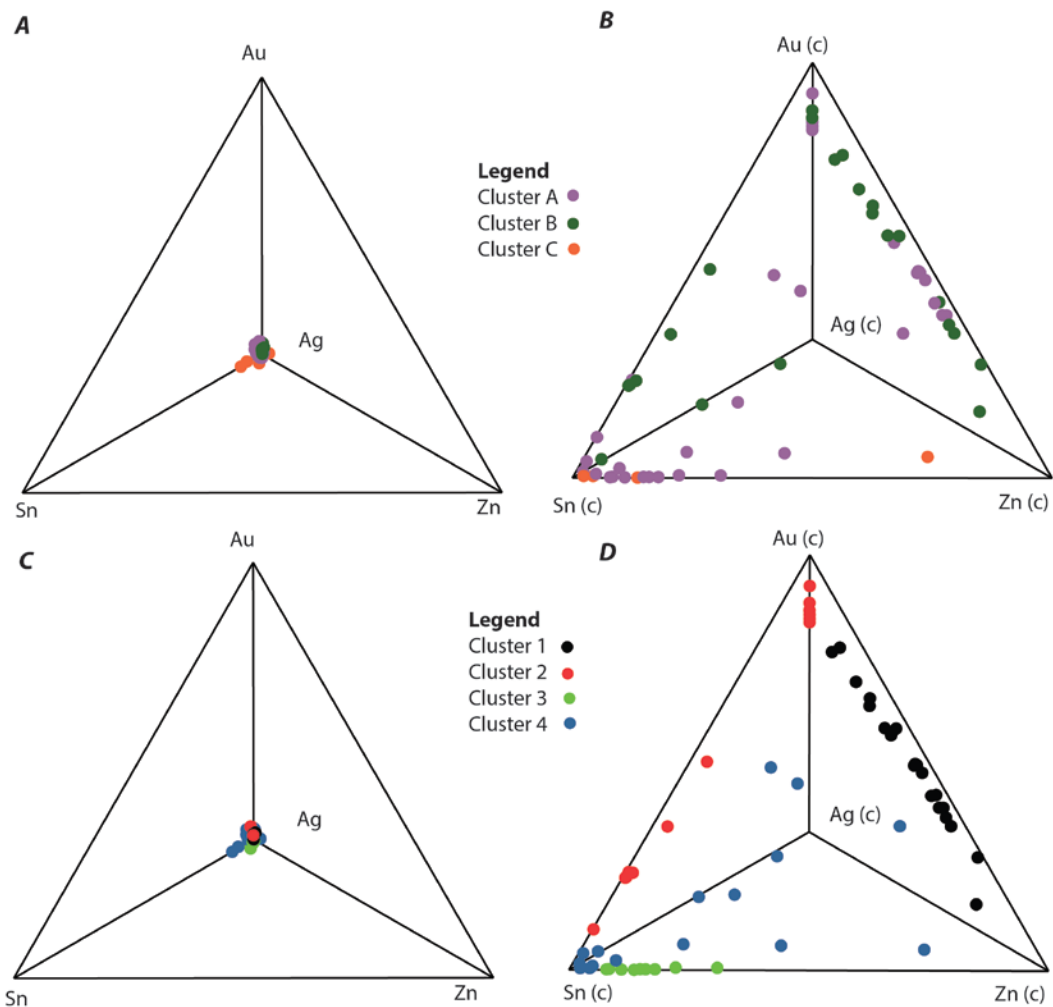 A
Au
Ag
Sn
Zn
B
Au (c)
Ag (c)
Sn (c)
Zn (c)
Legend
Cluster A
Cluster B
Cluster C
C
Au
Ag
Sn
Zn
D
Au (c)
Ag (c)
Sn (c)
Zn (c)
Legend
Cluster 1
Cluster 2
Cluster 3
Cluster 4